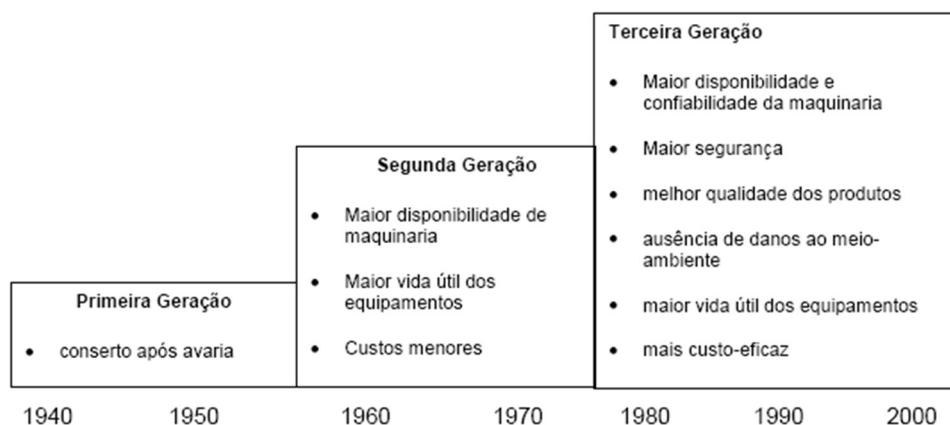 Primeira Geração
• conserto após avaria
Segunda Geração
• Maior disponibilidade de
maquinaria
• Maior vida útil dos
equipamentos
• Custos menores
Terceira Geração
• Maior disponibilidade e
confiabilidade da maquinaria
• Maior segurança
• melhor qualidade dos produtos
• ausência de danos ao meio-
ambiente
• maior vida útil dos equipamentos
• mais custo-eficaz
1940 1950 1960 1970 1980 1990 2000